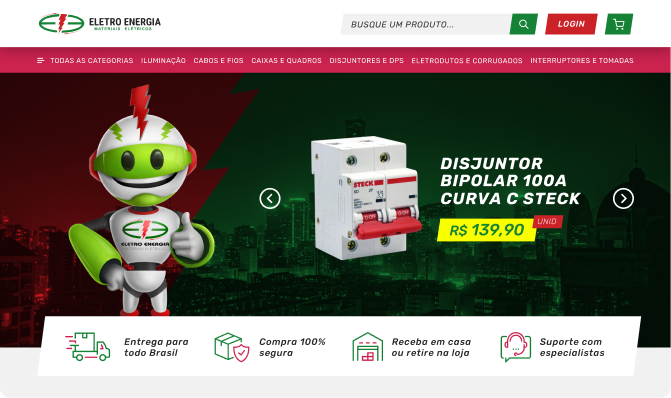 ELETRO ENERGIA
MATERIAIS ELÉTRICOS
BUSQUE UM PRODUTO...
LOGIN
TODAS AS CATEGORIAS
ILUMINAÇÃO
CABOS E FIOS
CAIXAS E QUADROS
DISJUNTORES E DPS
ELETRODUTOS E CORRUGADOS
INTERRUPTORES E TOMADAS
ELETRO ENERGIA
STECK
DISJUNTOR
BIPOLAR 100A
CURVA C STECK
R$ 139,90
UNID
Entrega para
todo Brasil
Compra 100%
segura
Receba em casa
ou retire na loja
Suporte com
especialistas